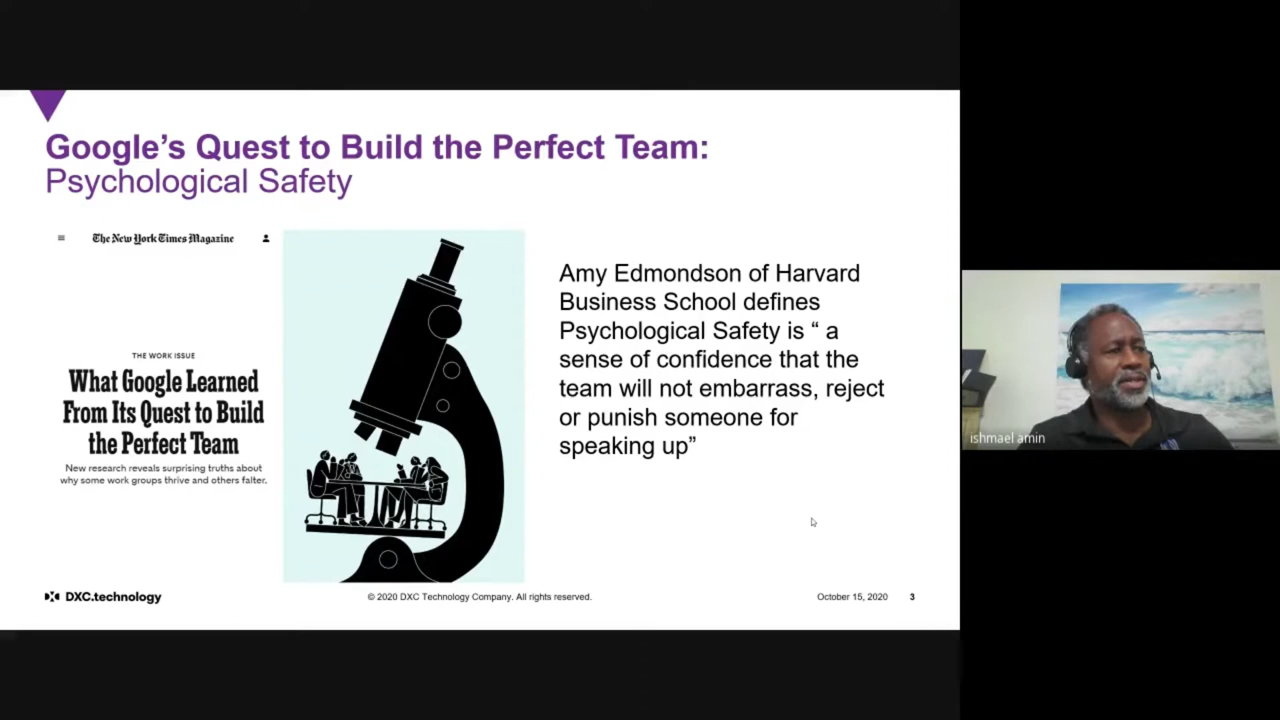 Google’s Quest to Build the Perfect Team:
Psychological Safety
The New York Times Magazine
THE WORK ISSUE
What Google Learned
From Its Quest to Build
the Perfect Team
New research reveals surprising truths about
why some work groups thrive and others falter.
Amy Edmondson of Harvard
Business School defines
Psychological Safety is “ a
sense of confidence that the
team will not embarrass, reject
or punish someone for
speaking up”
ishmael amin
DXC.technology
© 2020 DXC Technology Company. All rights reserved.
October 15, 2020
3